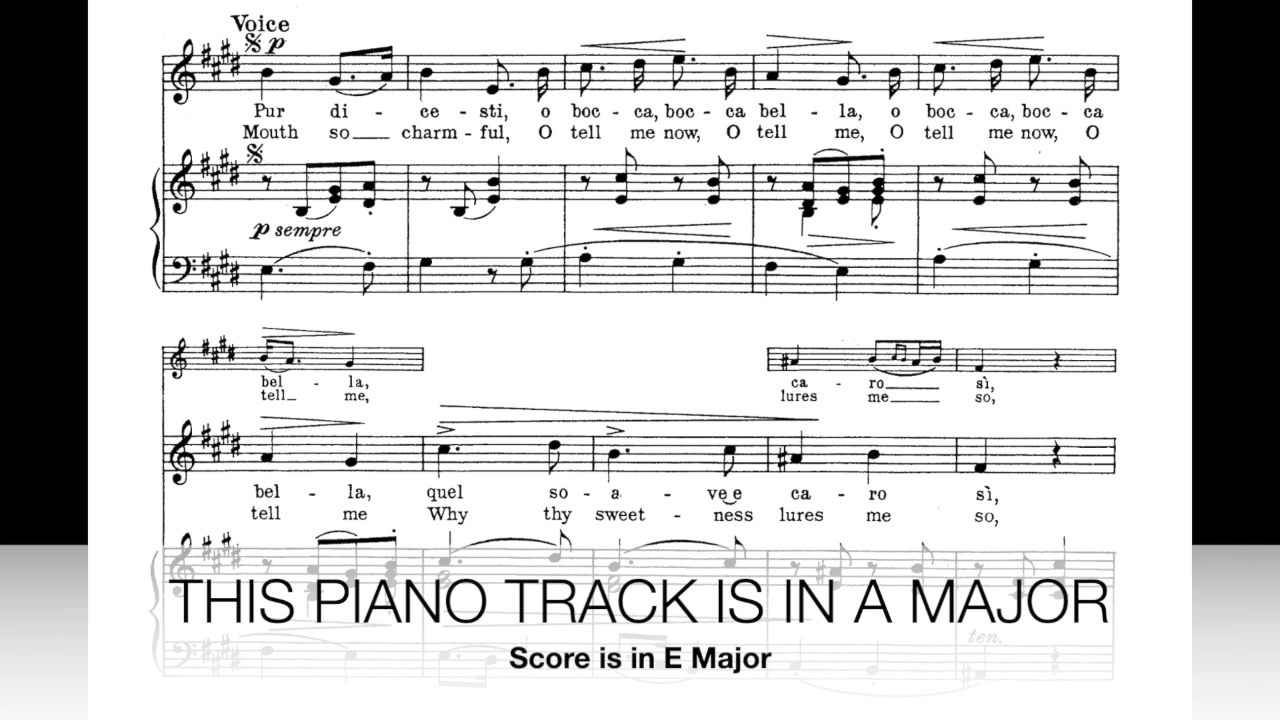 Voice
p
Pur di - ce - sti, o boc - ca, boc - ca bel - la, o boc - ca, boc - ca
Mouth so charm - ful, O tell me now, O tell me, O tell me now, O
p sempre
bel - la, ca - ro sì,
tell me, lures me so,
bel - la, quel so - a - ve e ca - ro sì,
tell me Why thy sweet - ness lures me so,
THIS PIANO TRACK IS IN A MAJOR
ten.
Score is in E Major